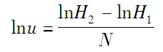 lnu = (lnH₂ − lnH₁) / N